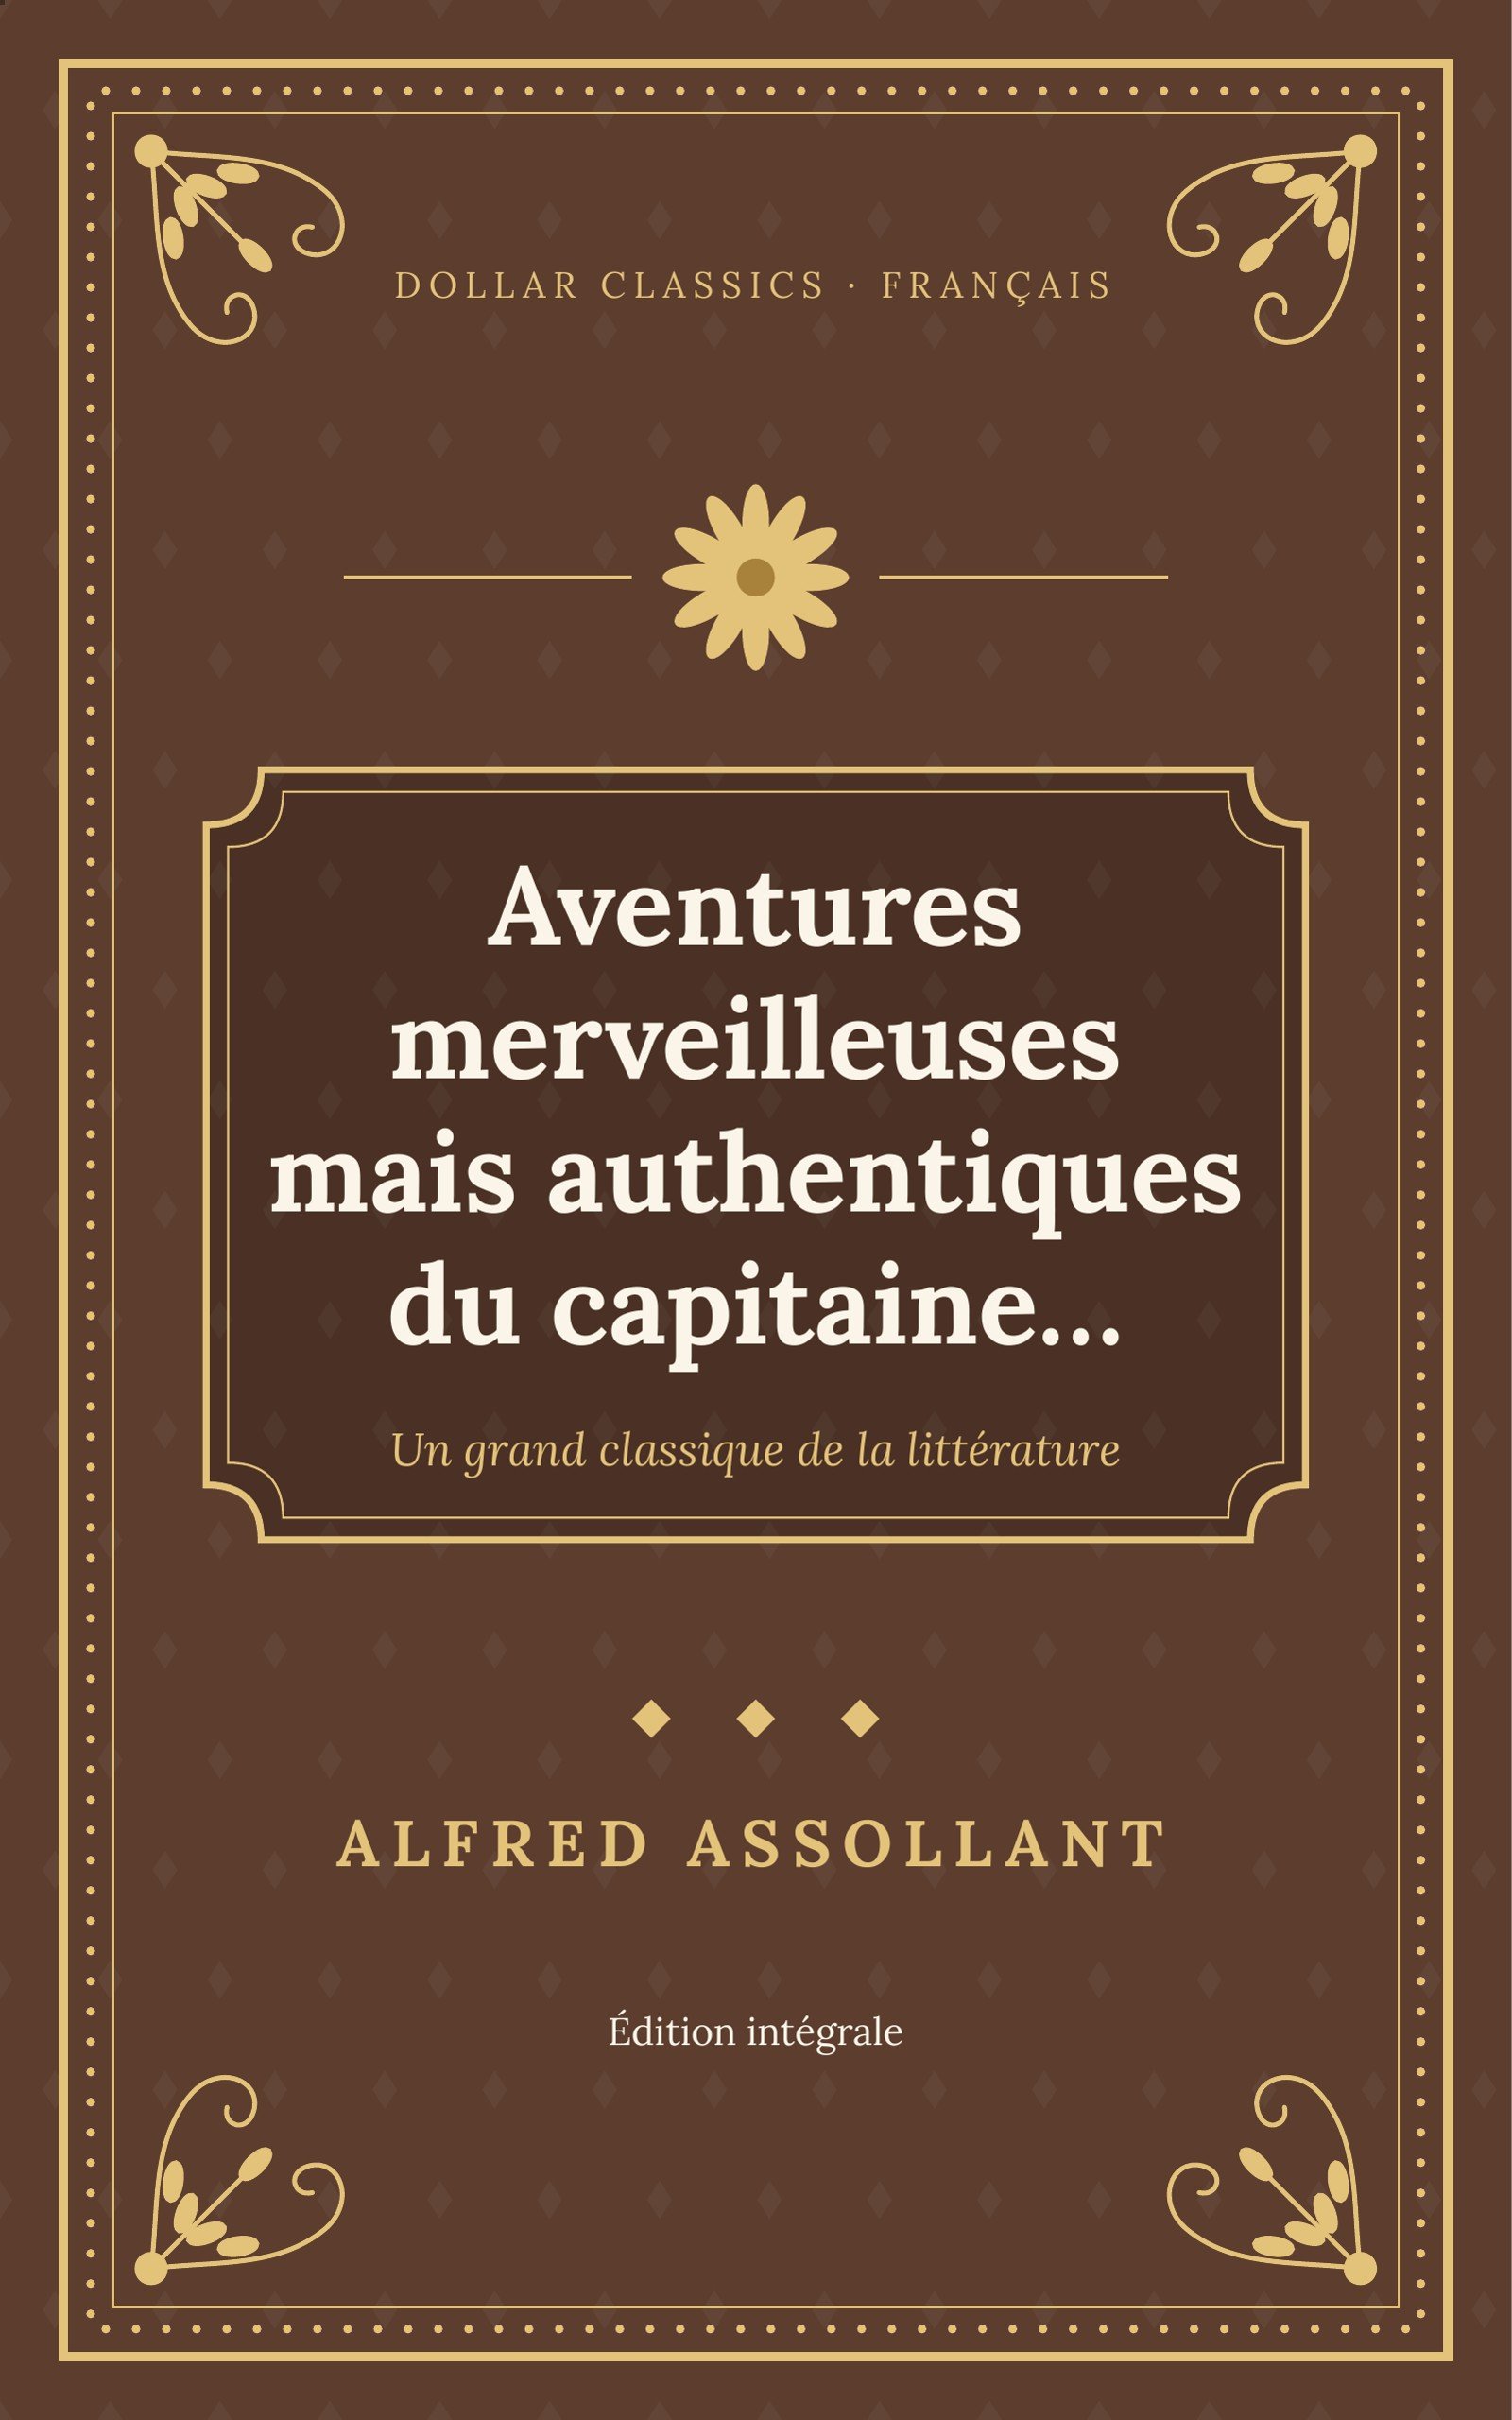 DOLLAR CLASSICS · FRANÇAIS
Aventures
merveilleuses
mais authentiques
du capitaine...
Un grand classique de la littérature
ALFRED ASSOLLANT
Édition intégrale